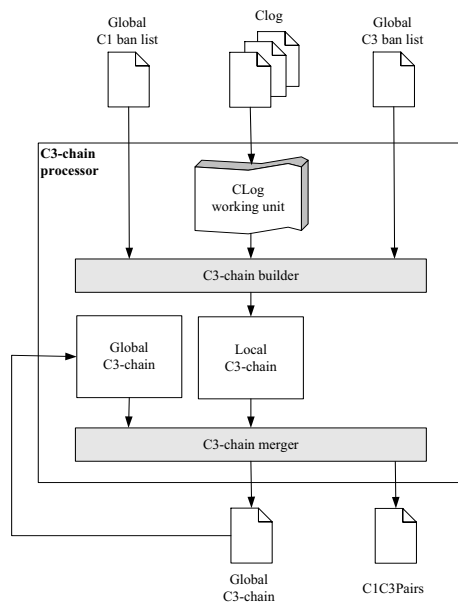 Global
C1 ban list
Clog
Global
C3 ban list
C3-chain
processor
CLog
working unit
C3-chain builder
Global
C3-chain
Local
C3-chain
C3-chain merger
Global
C3-chain
C1C3Pairs